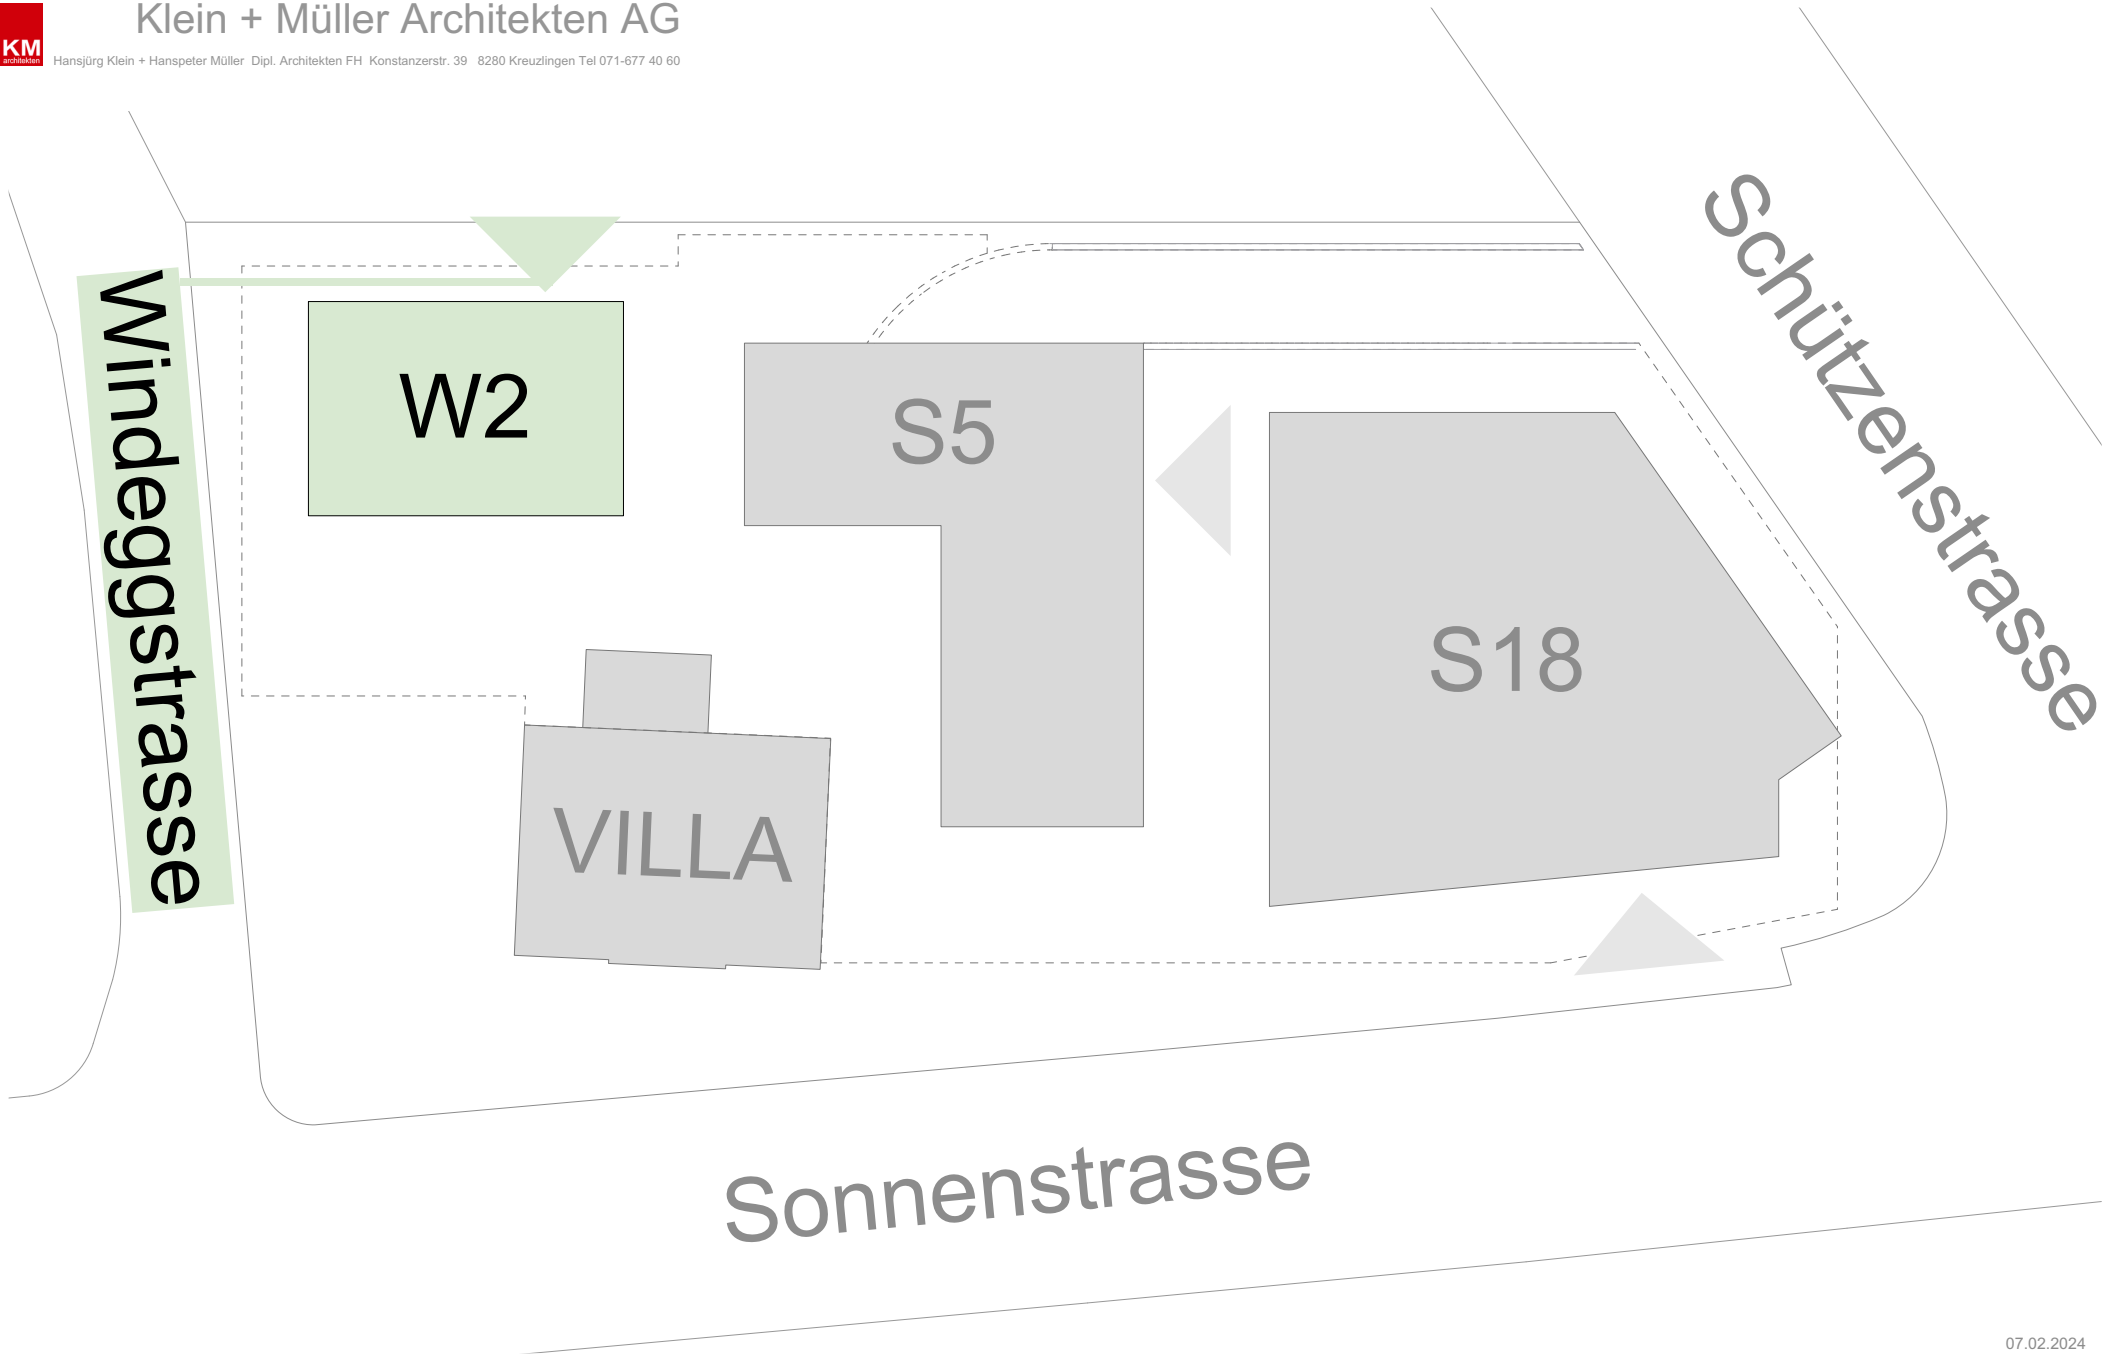 Klein + Müller Architekten AG
KM
architekten
Hansjürg Klein + Hanspeter Müller Dipl. Architekten FH Konstanzerstr. 39 8280 Kreuzlingen Tel 071-677 40 60
Schützenstrasse
Windeggstrasse
W2
S5
S18
VILLA
Sonnenstrasse
07.02.2024